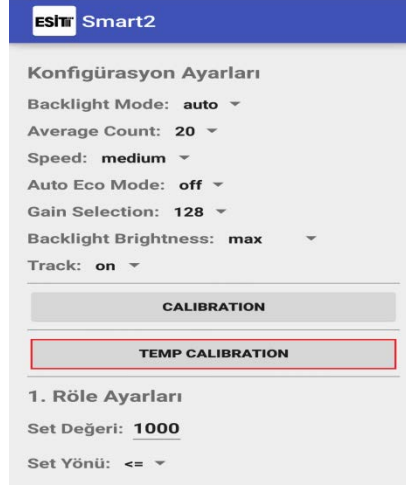 ESİT Smart2
Konfigürasyon Ayarları
Backlight Mode: auto
Average Count: 20
Speed: medium
Auto Eco Mode: off
Gain Selection: 128
Backlight Brightness: max
Track: on
CALIBRATION
TEMP CALIBRATION
1. Röle Ayarları
Set Değeri: 1000
Set Yönü: <=